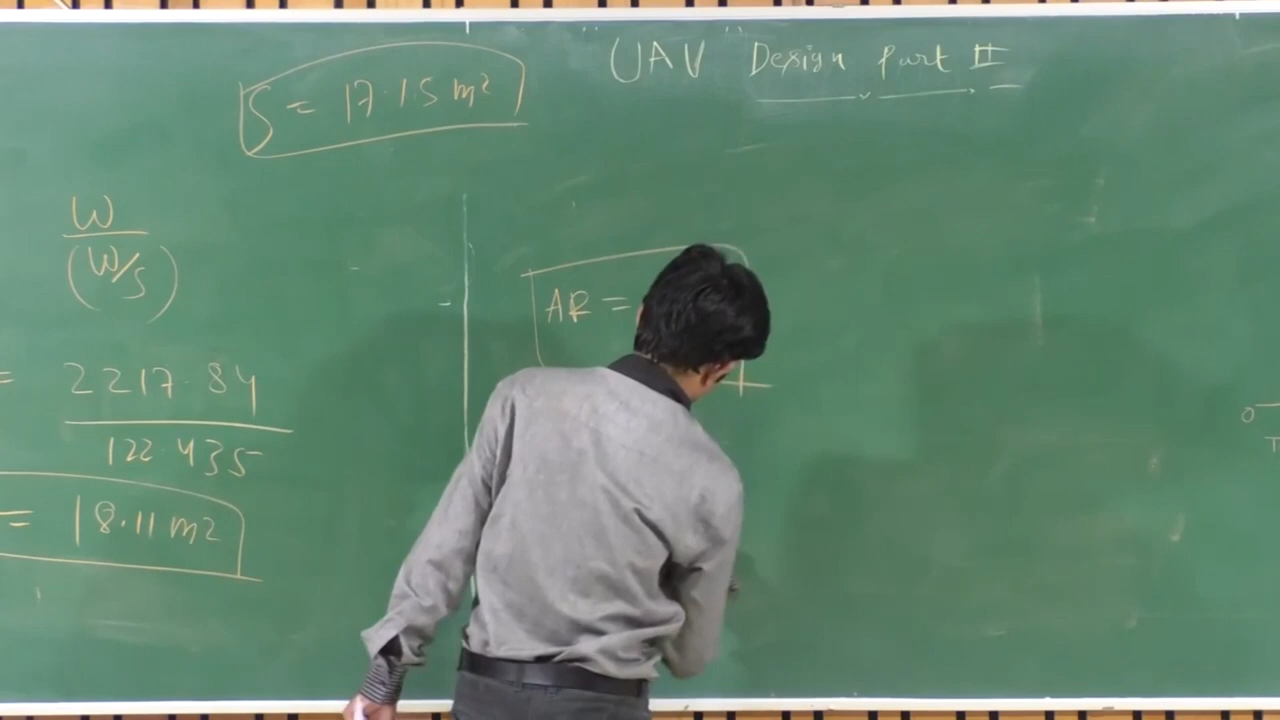 "UAV" Design Part II
S = 17.15 m²
W
(W/S)
AR =
= 2217.84
122.435
= 18.11 m²